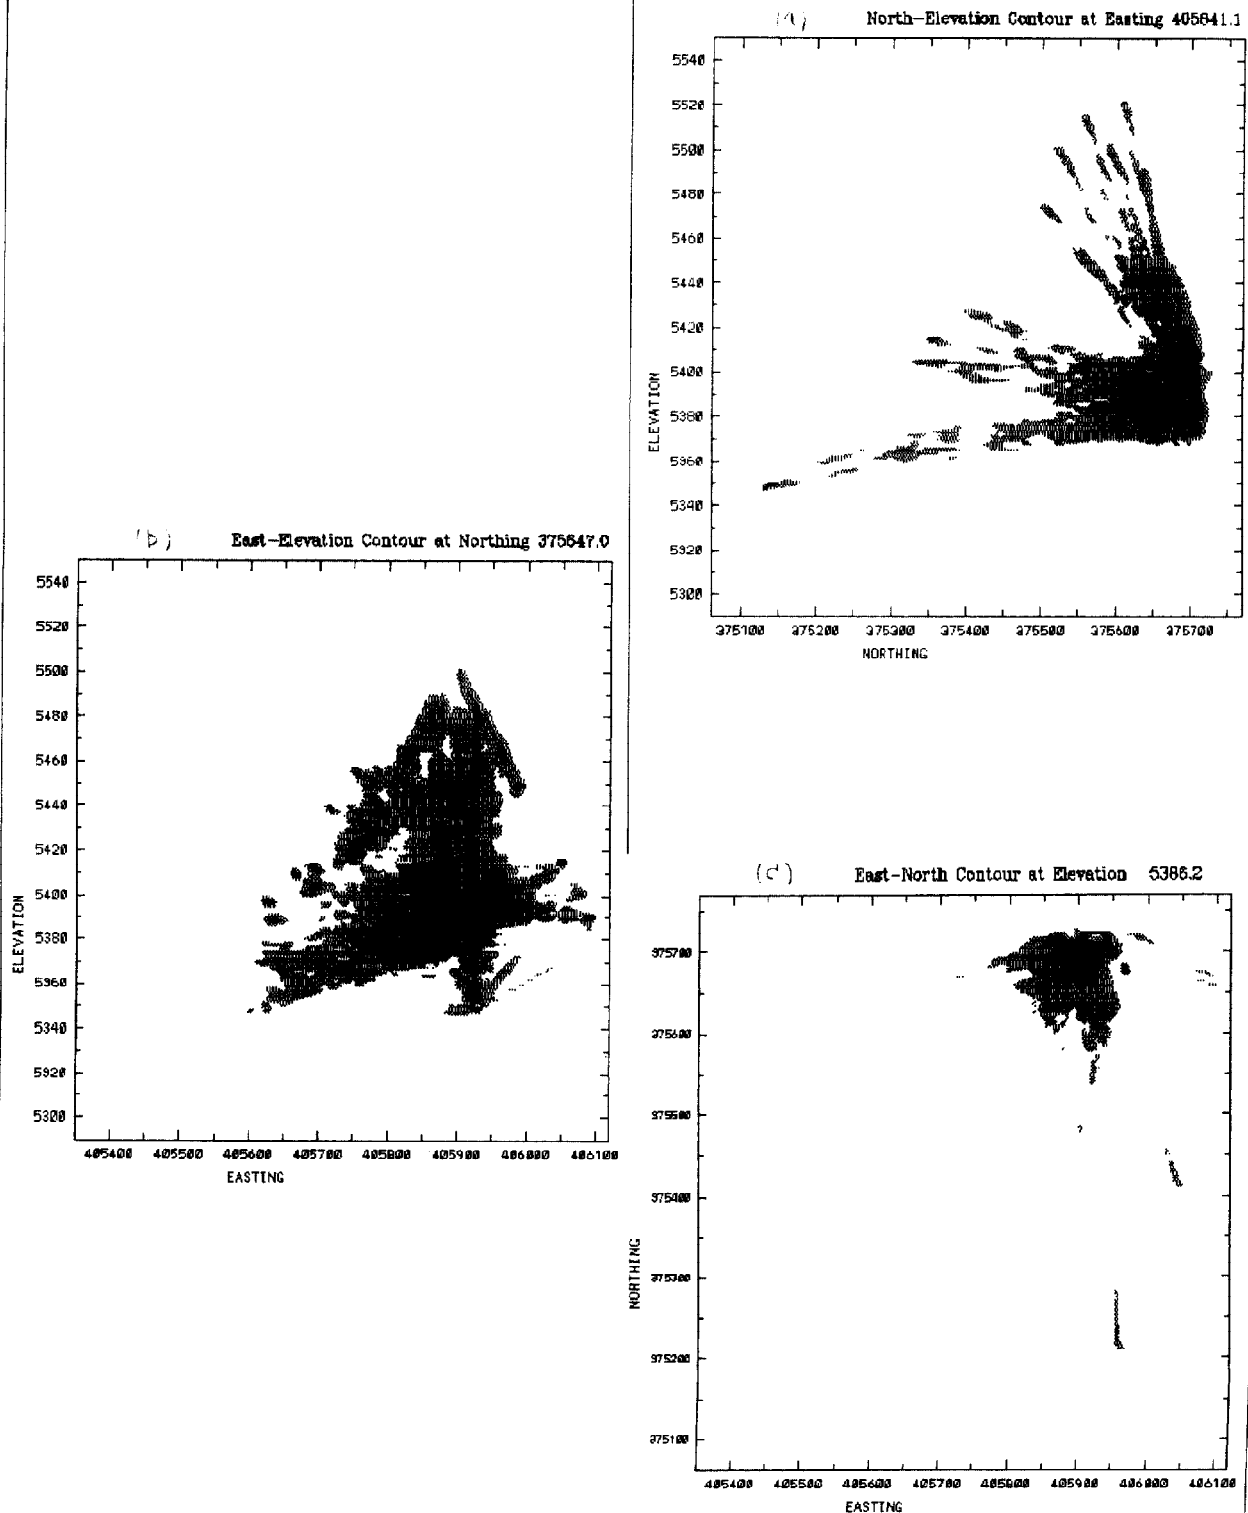 (a) North-Elevation Contour at Easting 405641.1
5540
5520
5500
5480
5460
5440
5420
5400
5380
5360
5340
5320
5300
ELEVATION
375100 375200 375300 375400 375500 375600 375700
NORTHING
(b) East-Elevation Contour at Northing 375647.0
5540
5520
5500
5480
5460
5440
5420
5400
5380
5360
5340
5320
5300
ELEVATION
405400 405500 405600 405700 405800 405900 406000 406100
EASTING
East-North Contour at Elevation 5386.2
375700
375600
375500
375400
375300
375200
375100
NORTHING
405400 405500 405600 405700 405800 405900 406000 406100
EASTING